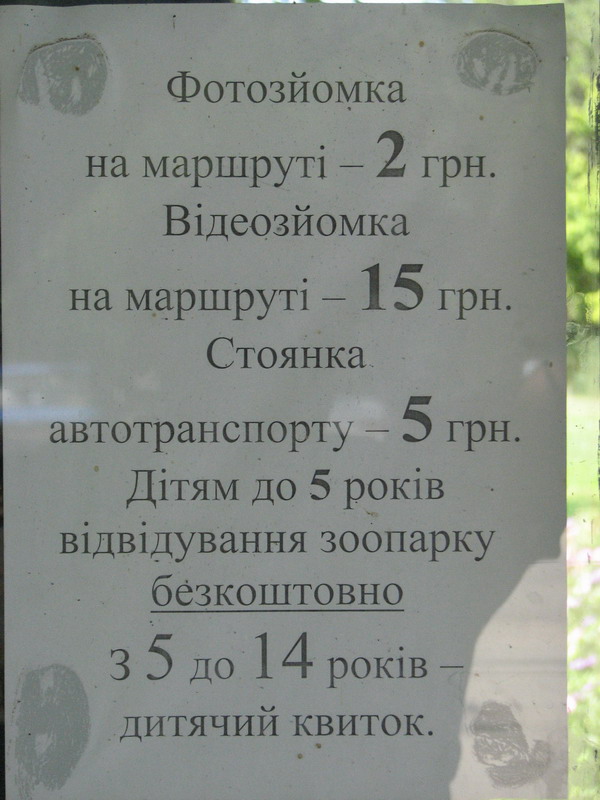 Фотозйомка
на маршруті – 2 грн.
Відеозйомка
на маршруті – 15 грн.
Стоянка
автотранспорту – 5 грн.
Дітям до 5 років
відвідування зоопарку
безкоштовно
З 5 до 14 років –
дитячий квиток.